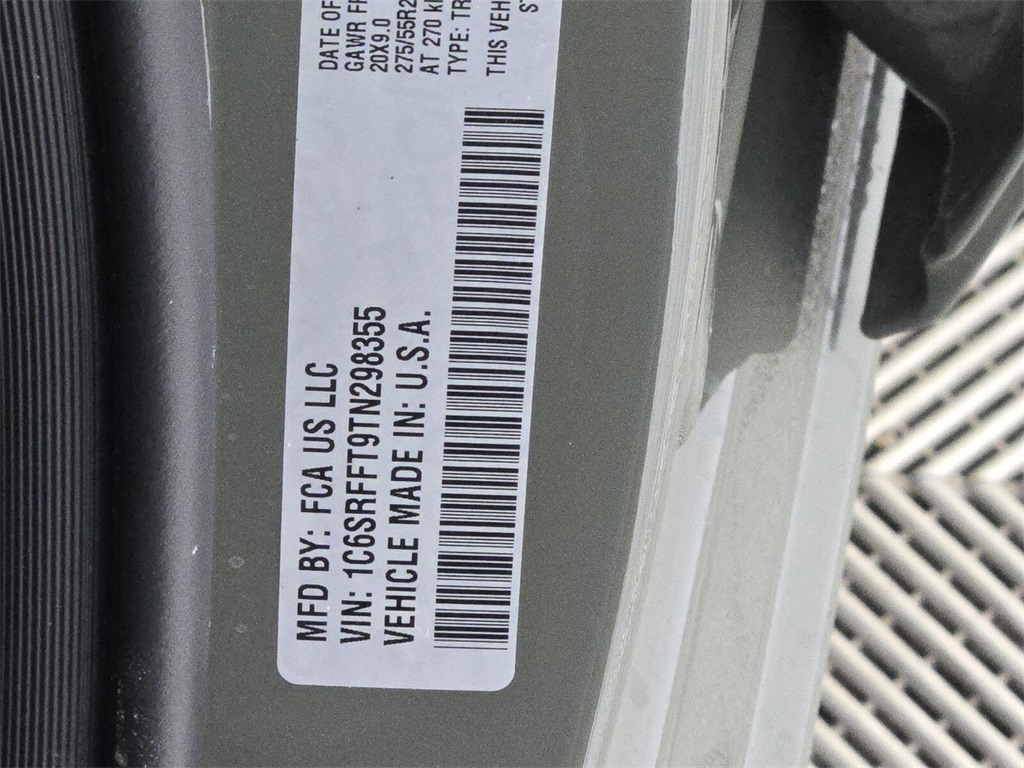 MFD BY: FCA US LLC
VIN: 1C6SRFFT9TN298355
VEHICLE MADE IN: U.S.A.
DATE OF
GAWR FR
20X9.0
275/55R2
AT 270 k
TYPE: TR
THIS VEH